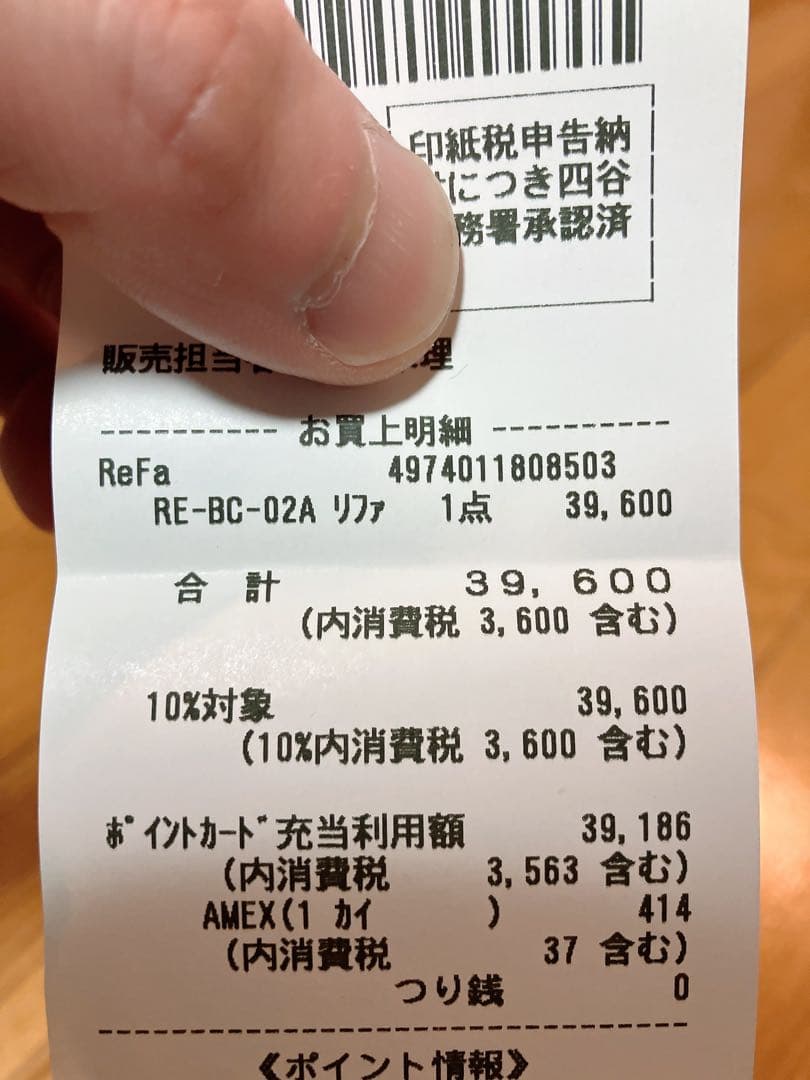 印紙税申告納
につき四谷
務署承認済
販売担当 理
---------- お買上明細 ----------
ReFa 4974011808503
RE-BC-02A ﾘﾌｧ 1点 39,600
合 計 39,600
(内消費税 3,600 含む)
10%対象 39,600
(10%内消費税 3,600 含む)
ﾎﾟｲﾝﾄｶｰﾄﾞ充当利用額 39,186
(内消費税 3,563 含む)
AMEX(1 ｶｲ ) 414
(内消費税 37 含む)
つり銭 0
--------------------------------
《ポイント情報》